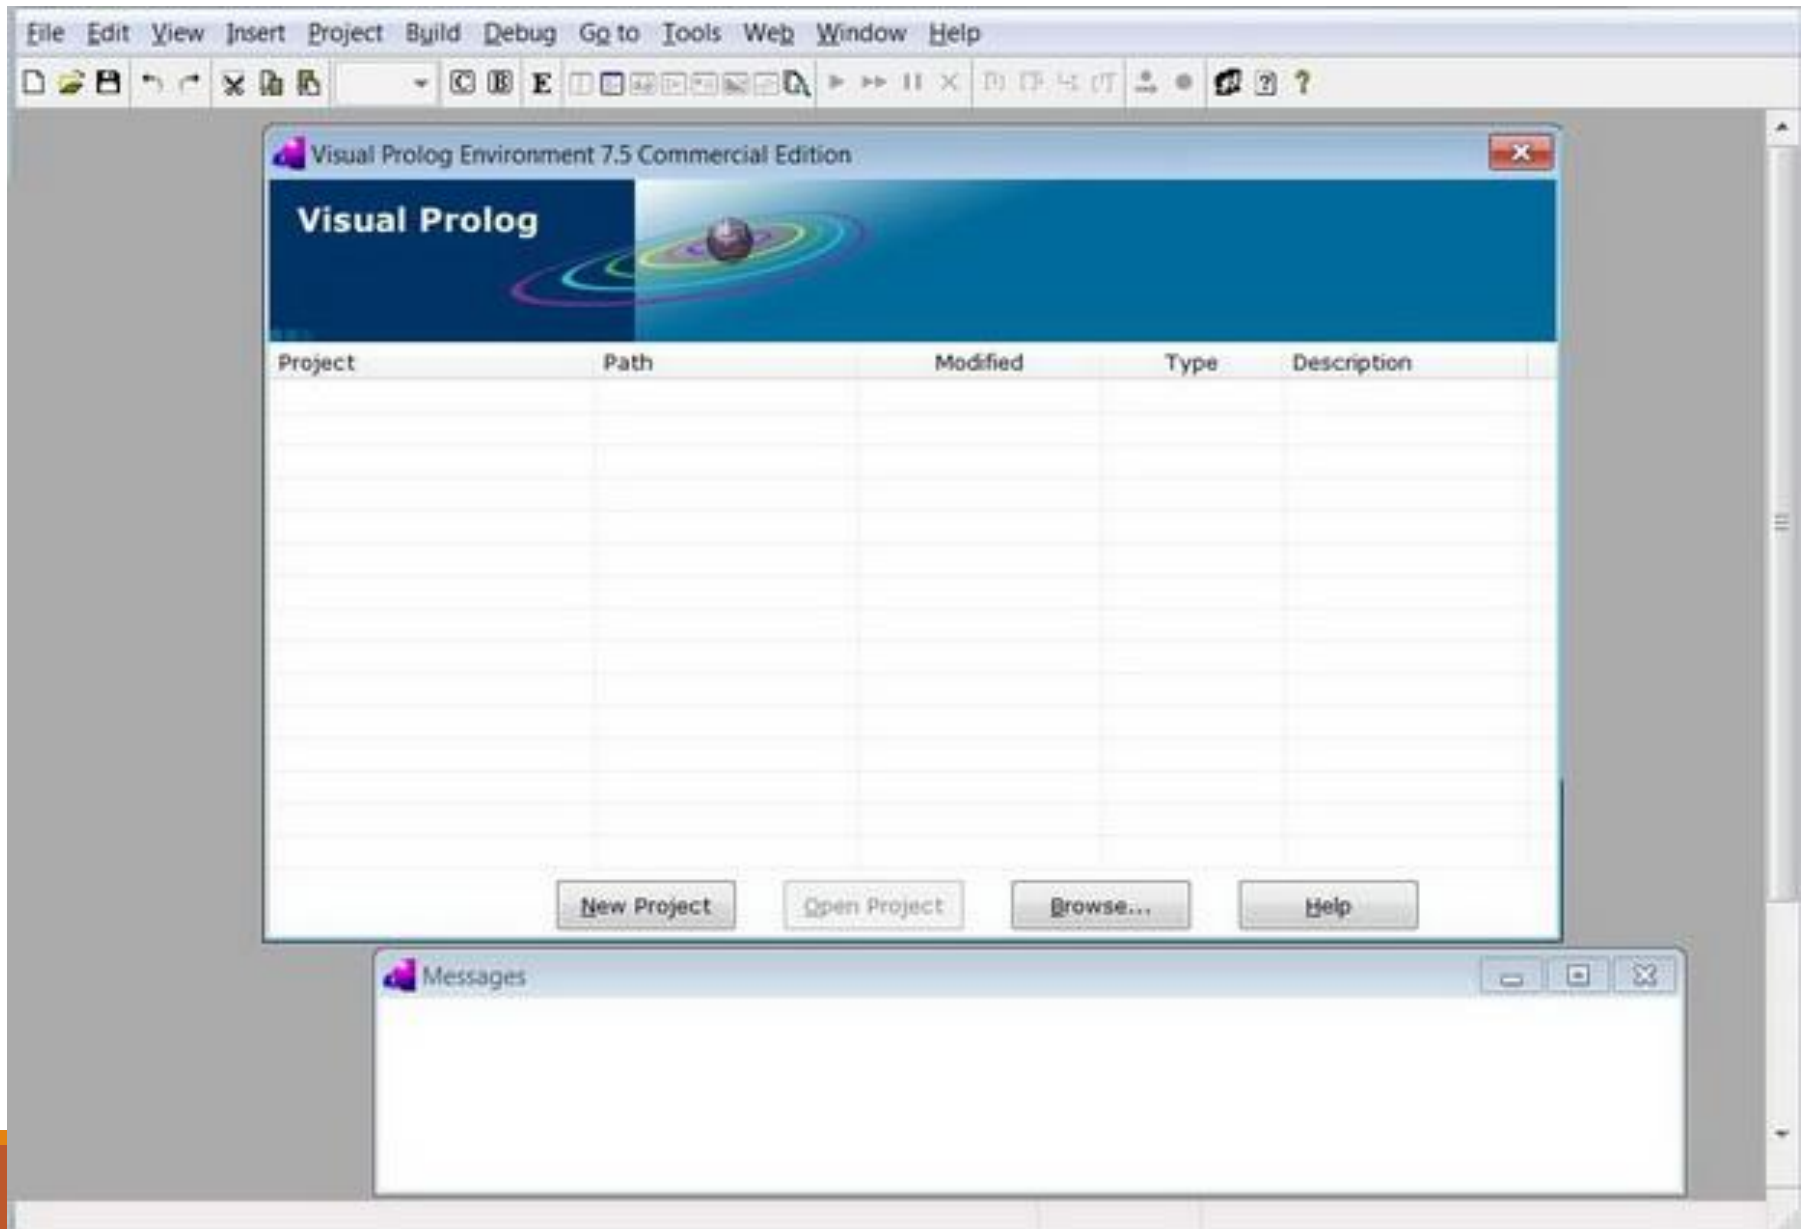 File Edit View Insert Project Build Debug Go to Tools Web Window Help
C B E
Visual Prolog Environment 7.5 Commercial Edition
Visual Prolog
Project Path Modified Type Description
New Project Open Project Browse... Help
Messages